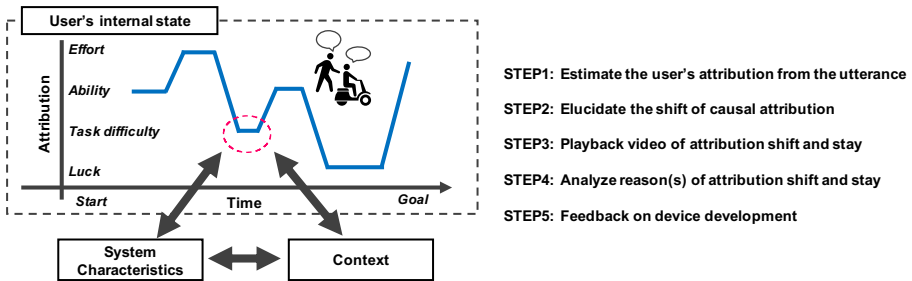 User's internal state
Effort
Ability
Task difficulty
Luck
Attribution
Start
Time
Goal
System
Characteristics
Context
STEP1: Estimate the user's attribution from the utterance
STEP2: Elucidate the shift of causal attribution
STEP3: Playback video of attribution shift and stay
STEP4: Analyze reason(s) of attribution shift and stay
STEP5: Feedback on device development